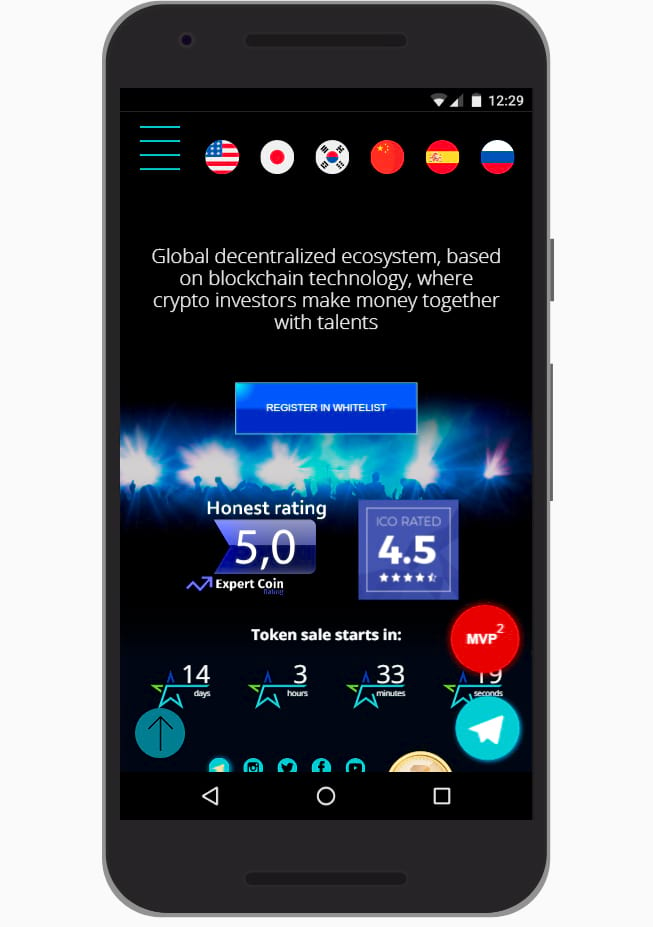 12:29
Global decentralized ecosystem, based
on blockchain technology, where
crypto investors make money together
with talents
REGISTER IN WHITELIST
Honest rating
5,0
Expert Coin
Rating
ICO RATED
4.5
Token sale starts in:
MVP2
14
days
3
hours
33
minutes
19
seconds